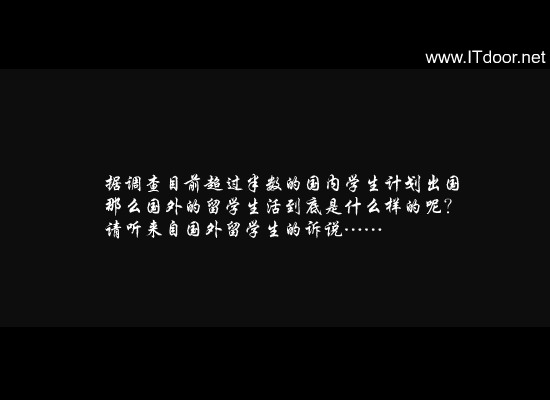 www.ITdoor.net
据调查目前超过半数的国内学生计划出国
那么国外的留学生活到底是什么样的呢？
请听来自国外留学生的诉说……